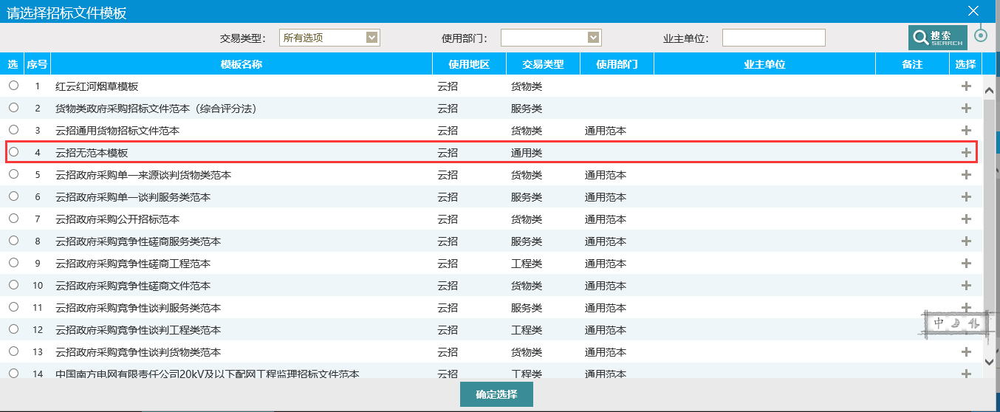 请选择招标文件模板
交易类型： 所有选项 使用部门： 业主单位： 搜索 SEARCH
选 序号 模板名称 使用地区 交易类型 使用部门 业主单位 备注 选择
1 红云红河烟草模板 云招 货物类
2 货物类政府采购招标文件范本（综合评分法） 云招 服务类
3 云招通用货物招标文件范本 云招 货物类 通用范本
4 云招无范本模板 云招 通用类
5 云招政府采购单一来源谈判货物类范本 云招 货物类 通用范本
6 云招政府采购单一谈判服务类范本 云招 服务类 通用范本
7 云招政府采购公开招标范本 云招 货物类 通用范本
8 云招政府采购竞争性磋商服务类范本 云招 服务类 通用范本
9 云招政府采购竞争性磋商工程范本 云招 工程类 通用范本
10 云招政府采购竞争性磋商文件范本 云招 货物类 通用范本
11 云招政府采购竞争性谈判服务类范本 云招 服务类 通用范本
中
12 云招政府采购竞争性谈判工程类范本 云招 工程类 通用范本
13 云招政府采购竞争性谈判货物类范本 云招 货物类 通用范本
14 中国南方电网有限责任公司20kV及以下配网工程监理招标文件范本 云招 工程类 通用范本
确定选择